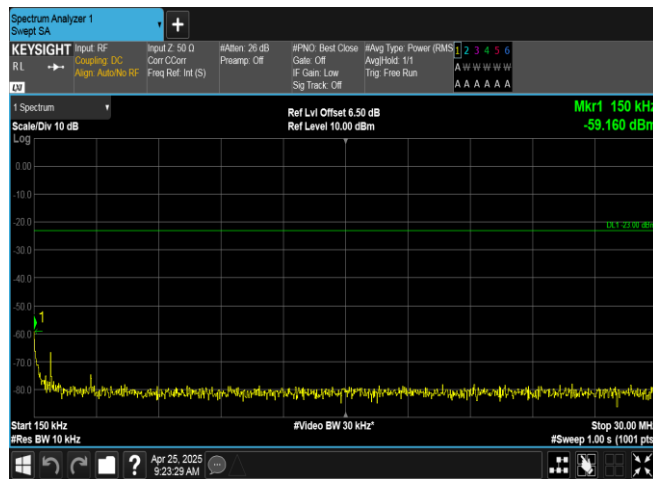 Spectrum Analyzer 1
Swept SA
+
KEYSIGHT Input: RF Input Z: 50 Ω #Atten: 26 dB #PNO: Best Close #Avg Type: Power (RMS 1 2 3 4 5 6
RL Coupling: DC Corr CCorr Preamp: Off Gate: Off Avg|Hold: 1/1 A W W W W W
Align: Auto/No RF Freq Ref: Int (S) IF Gain: Low Trig: Free Run
LXI Sig Track: Off A A A A A A
1 Spectrum Ref Lvl Offset 6.50 dB Mkr1 150 kHz
Scale/Div 10 dB Ref Level 10.00 dBm -59.160 dBm
Log
0.00
-10.0
-20.0
DL1 -23.00 dBm
-30.0
-40.0
-50.0
1
-60.0
-70.0
-80.0
Start 150 kHz #Video BW 30 kHz* Stop 30.00 MH
#Res BW 10 kHz #Sweep 1.00 s (1001 pts
? Apr 25, 2025
9:23:29 AM